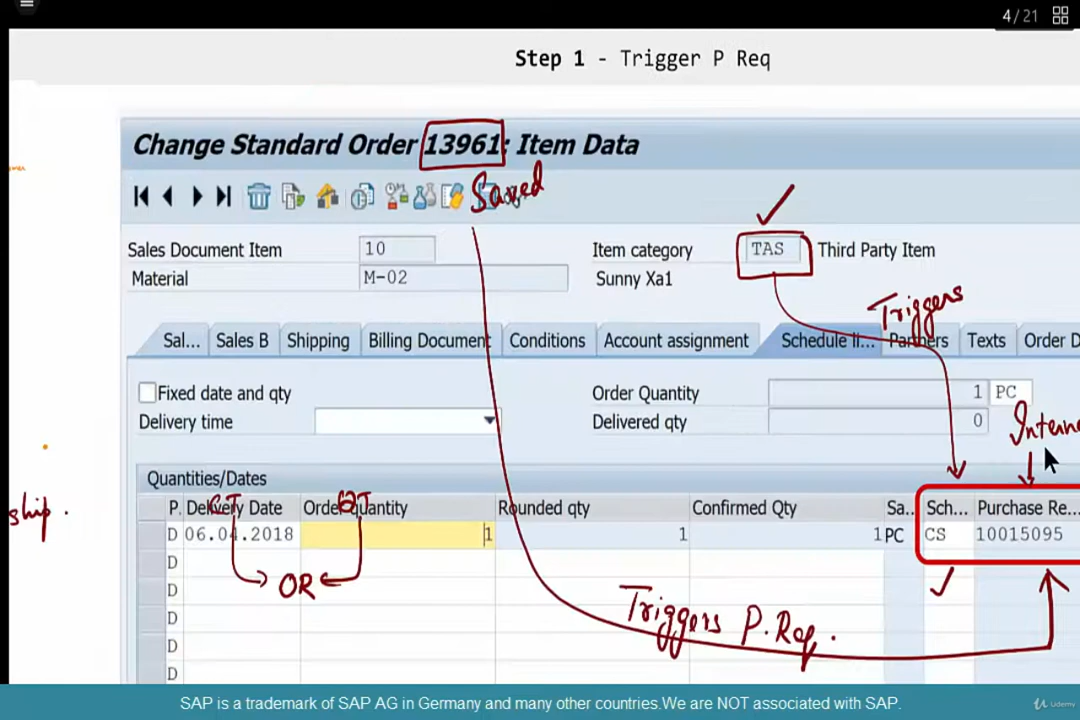 4 / 21
Step 1 - Trigger P Req
Change Standard Order 13961: Item Data
Saved
Sales Document Item 10 Item category TAS Third Party Item
Material M-02 Sunny Xa1
Triggers
Sal... Sales B Shipping Billing Document Conditions Account assignment Schedule li... Partners Texts Order D
Fixed date and qty Order Quantity 1 PC
Delivery time Delivered qty 0
Intern
Quantities/Dates
ship.
P. Delivery Date Order quantity Rounded qty Confirmed Qty Sa... Sch... Purchase Re...
D 06.04.2018 1 1 1 PC CS 10015095
D
OR
D
D
Triggers P.Req.
D
D
SAP is a trademark of SAP AG in Germany and many other countries.We are NOT associated with SAP.
Udemy